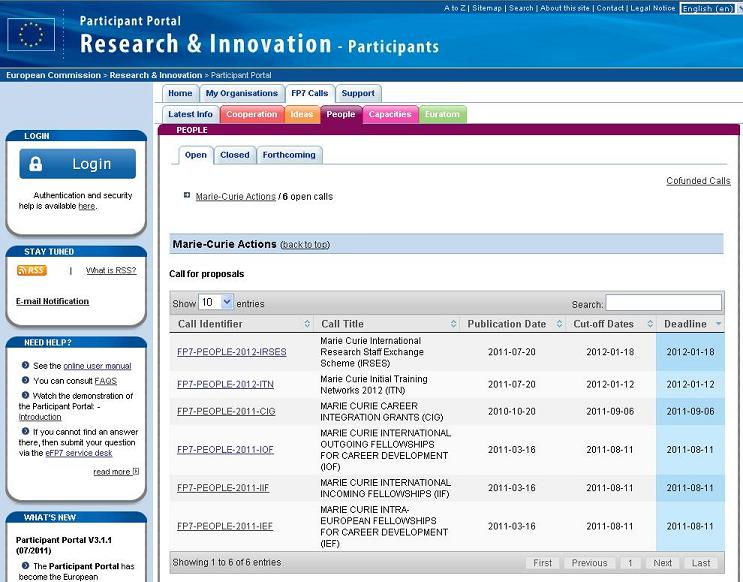 A to Z | Sitemap | Search | About this site | Contact | Legal Notice English (en)
Participant Portal
Research & Innovation - Participants
European Commission > Research & Innovation > Participant Portal
Home My Organisations FP7 Calls Support
Latest Info Cooperation Ideas People Capacities Euratom
PEOPLE
Open Closed Forthcoming
Cofunded Calls
Marie-Curie Actions / 6 open calls
Marie-Curie Actions (back to top)
Call for proposals
Show 10 entries Search:
Call Identifier Call Title Publication Date Cut-off Dates Deadline
FP7-PEOPLE-2012-IRSES Marie Curie International Research Staff Exchange Scheme (IRSES) 2011-07-20 2012-01-18 2012-01-18
FP7-PEOPLE-2012-ITN Marie Curie Initial Training Networks 2012 (ITN) 2011-07-20 2012-01-12 2012-01-12
FP7-PEOPLE-2011-CIG MARIE CURIE CAREER INTEGRATION GRANTS (CIG) 2010-10-20 2011-09-06 2011-09-06
FP7-PEOPLE-2011-IOF MARIE CURIE INTERNATIONAL OUTGOING FELLOWSHIPS FOR CAREER DEVELOPMENT (IOF) 2011-03-16 2011-08-11 2011-08-11
FP7-PEOPLE-2011-IIF MARIE CURIE INTERNATIONAL INCOMING FELLOWSHIPS (IIF) 2011-03-16 2011-08-11 2011-08-11
FP7-PEOPLE-2011-IEF MARIE CURIE INTRA-EUROPEAN FELLOWSHIPS FOR CAREER DEVELOPMENT (IEF) 2011-03-16 2011-08-11 2011-08-11
Showing 1 to 6 of 6 entries First Previous 1 Next Last
LOGIN
Login
Authentication and security
help is available here.
STAY TUNED
RSS | What is RSS?
E-mail Notification
NEED HELP?
See the online user manual
You can consult FAQS
Watch the demonstration of
the Participant Portal: -
Introduction
If you cannot find an answer
there, then submit your question
via the eFP7 service desk
read more
WHAT'S NEW
Participant Portal V3.1.1
(07/2011)
The Participant Portal has
become the European